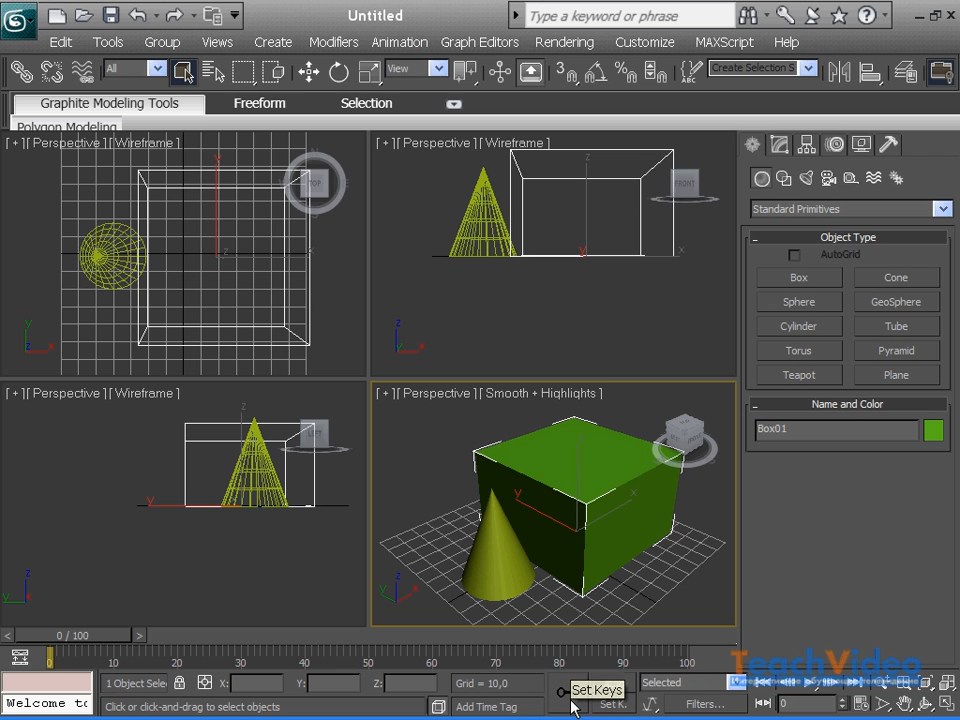 Untitled
Type a keyword or phrase
Edit Tools Group Views Create Modifiers Animation Graph Editors Rendering Customize MAXScript Help
All View Create Selection S
Graphite Modeling Tools Freeform Selection
Polygon Modeling
[ + ][ Perspective ][ Wireframe ]
TOP
[ + ][ Perspective ][ Wireframe ]
FRONT
[ + ][ Perspective ][ Wireframe ]
LEFT
[ + ][ Perspective ][ Smooth + Highlights ]
Standard Primitives
Object Type
AutoGrid
Box Cone
Sphere GeoSphere
Cylinder Tube
Torus Pyramid
Teapot Plane
Name and Color
Box01
0 / 100
0 10 20 30 40 50 60 70 80 90 100
TeachVideo
1 Object Sele X: Y: Z: Grid = 10,0 Set Keys Selected
Welcome to Click or click-and-drag to select objects Add Time Tag Set K. Filters... 0